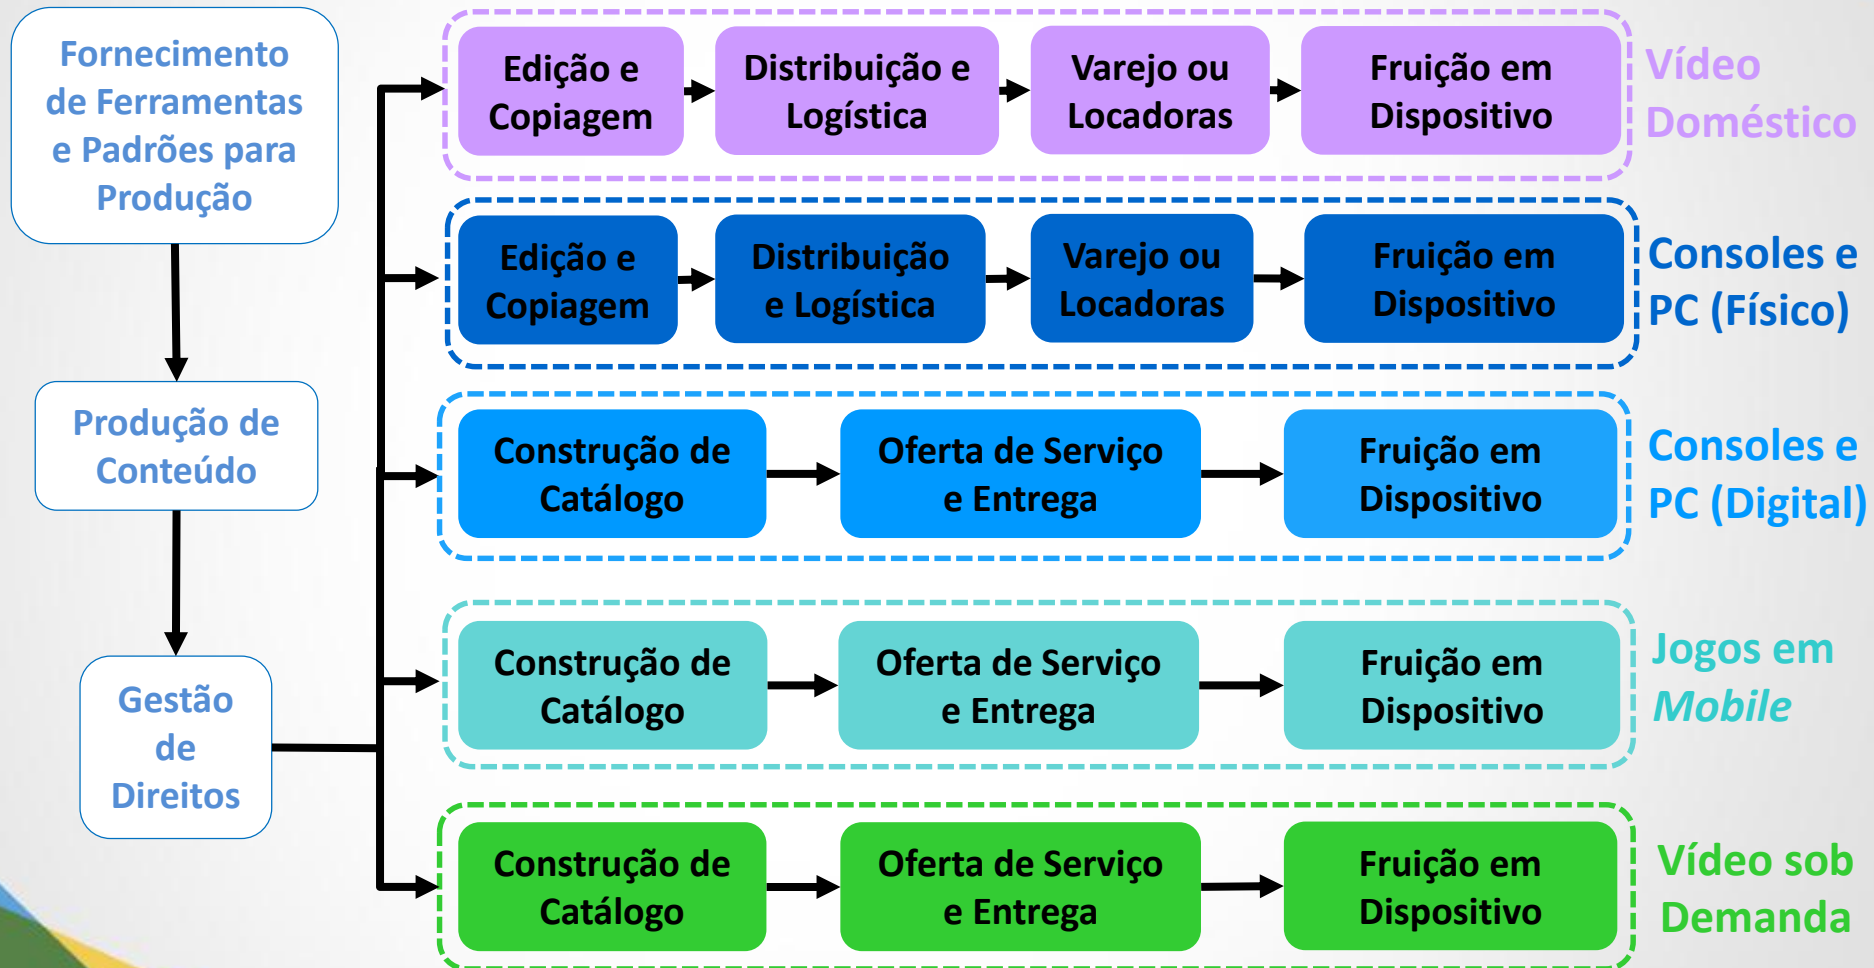 Fornecimento
de Ferramentas
e Padrões para
Produção
Produção de
Conteúdo
Gestão
de
Direitos
Edição e
Copiagem
Distribuição e
Logística
Varejo ou
Locadoras
Fruição em
Dispositivo
Vídeo
Doméstico
Edição e
Copiagem
Distribuição
e Logística
Varejo ou
Locadoras
Fruição em
Dispositivo
Consoles e
PC (Físico)
Construção de
Catálogo
Oferta de Serviço
e Entrega
Fruição em
Dispositivo
Consoles e
PC (Digital)
Construção de
Catálogo
Oferta de Serviço
e Entrega
Fruição em
Dispositivo
Jogos em
Mobile
Construção de
Catálogo
Oferta de Serviço
e Entrega
Fruição em
Dispositivo
Vídeo sob
Demanda